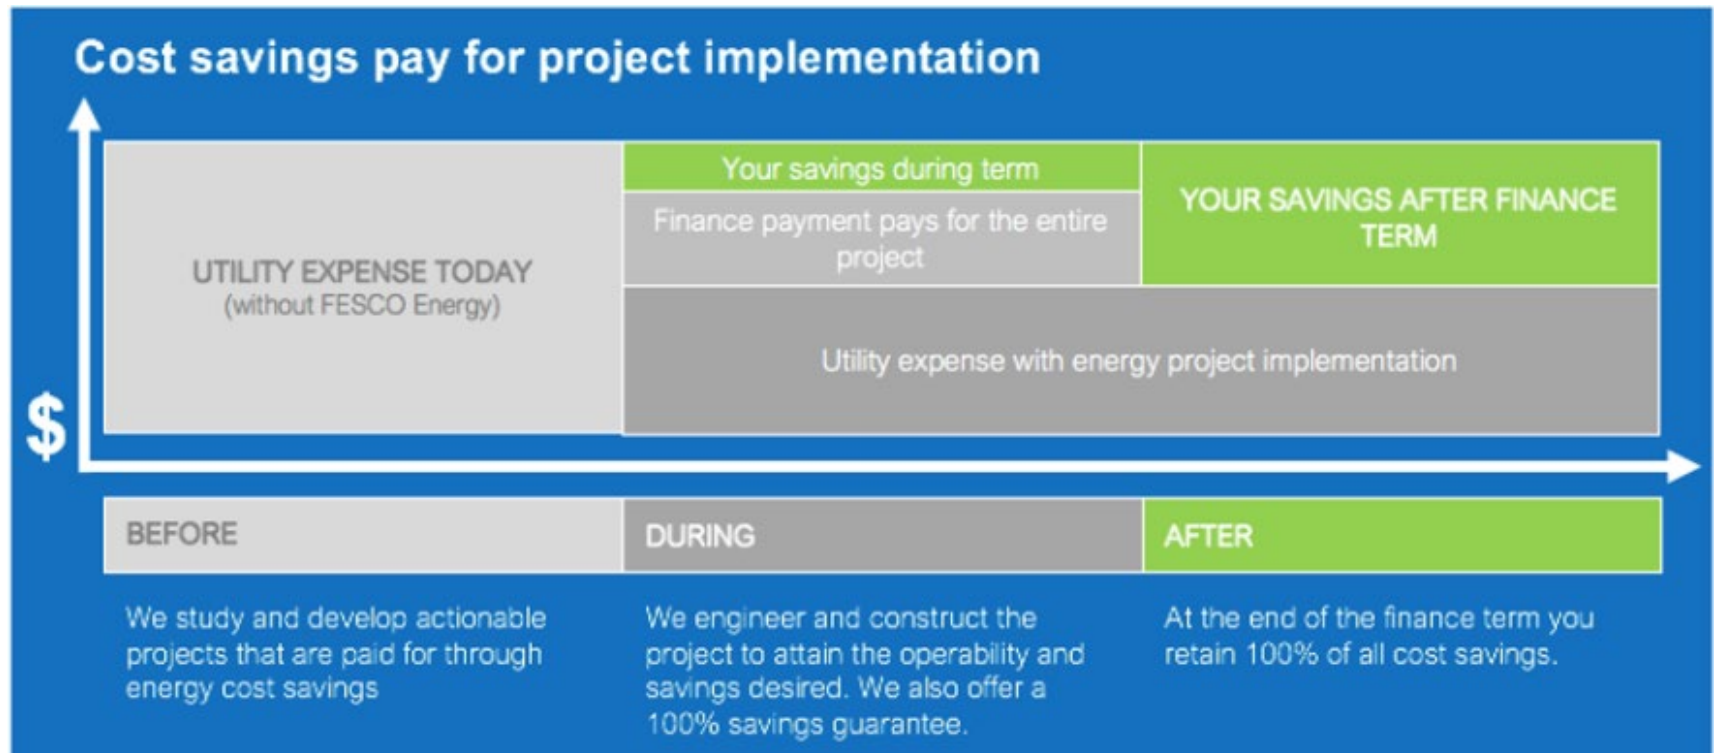 Cost savings pay for project implementation
Your savings during term
Finance payment pays for the entire
project
YOUR SAVINGS AFTER FINANCE
TERM
UTILITY EXPENSE TODAY
(without FESCO Energy)
Utility expense with energy project implementation
$
BEFORE
DURING
AFTER
We study and develop actionable
projects that are paid for through
energy cost savings
We engineer and construct the
project to attain the operability and
savings desired. We also offer a
100% savings guarantee.
At the end of the finance term you
retain 100% of all cost savings.